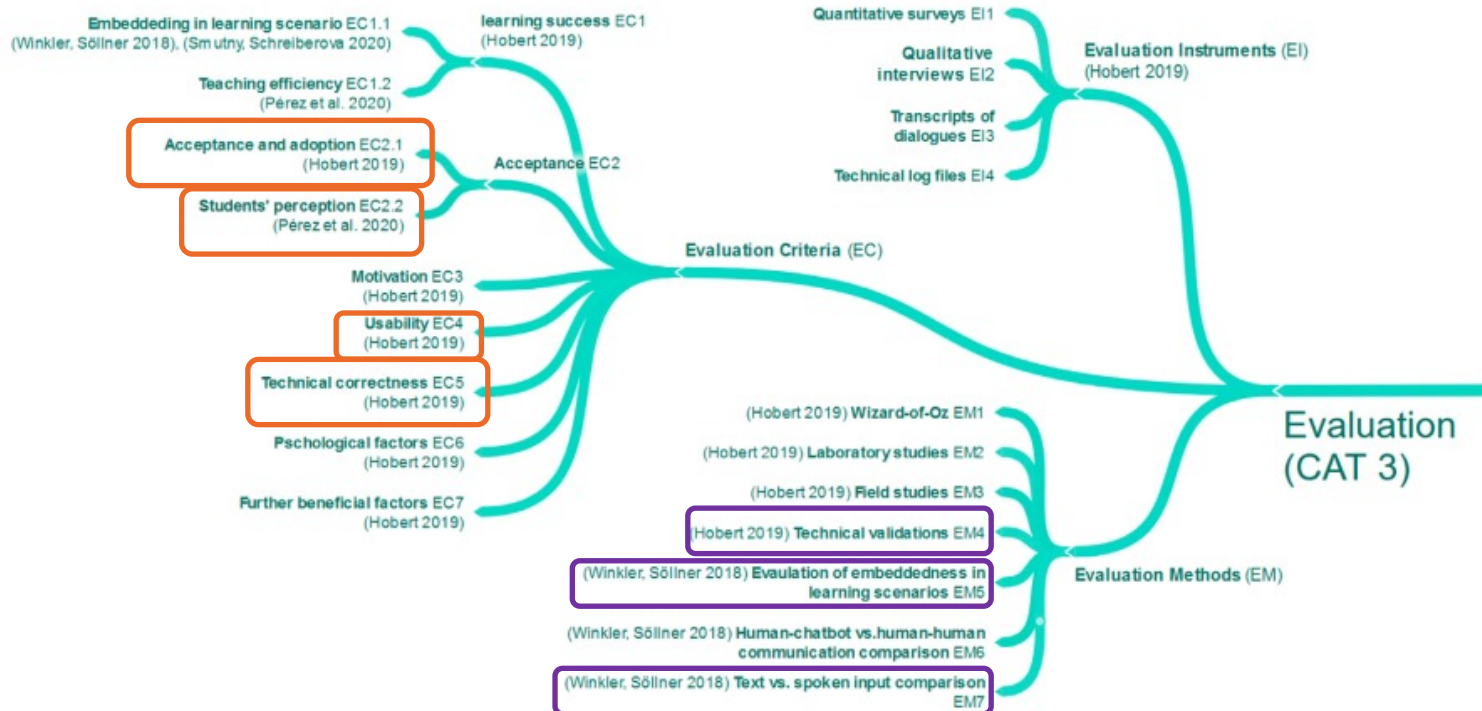 Embeddeding in learning scenario EC1.1
(Winkler, Söllner 2018), (Smutny, Schreiberova 2020)
Teaching efficiency EC1.2
(Pérez et al. 2020)
learning success EC1
(Hobert 2019)
Acceptance and adoption EC2.1
(Hobert 2019)
Students' perception EC2.2
(Pérez et al. 2020)
Acceptance EC2
Motivation EC3
(Hobert 2019)
Usability EC4
(Hobert 2019)
Technical correctness EC5
(Hobert 2019)
Pschological factors EC6
(Hobert 2019)
Further beneficial factors EC7
(Hobert 2019)
Evaluation Criteria (EC)
Quantitative surveys EI1
Qualitative
interviews EI2
Transcripts of
dialogues EI3
Technical log files EI4
Evaluation Instruments (EI)
(Hobert 2019)
(Hobert 2019) Wizard-of-Oz EM1
(Hobert 2019) Laboratory studies EM2
(Hobert 2019) Field studies EM3
(Hobert 2019) Technical validations EM4
(Winkler, Söllner 2018) Evaulation of embeddedness in
learning scenarios EM5
(Winkler, Söllner 2018) Human-chatbot vs.human-human
communication comparison EM6
(Winkler, Söllner 2018) Text vs. spoken input comparison
EM7
Evaluation Methods (EM)
Evaluation
(CAT 3)